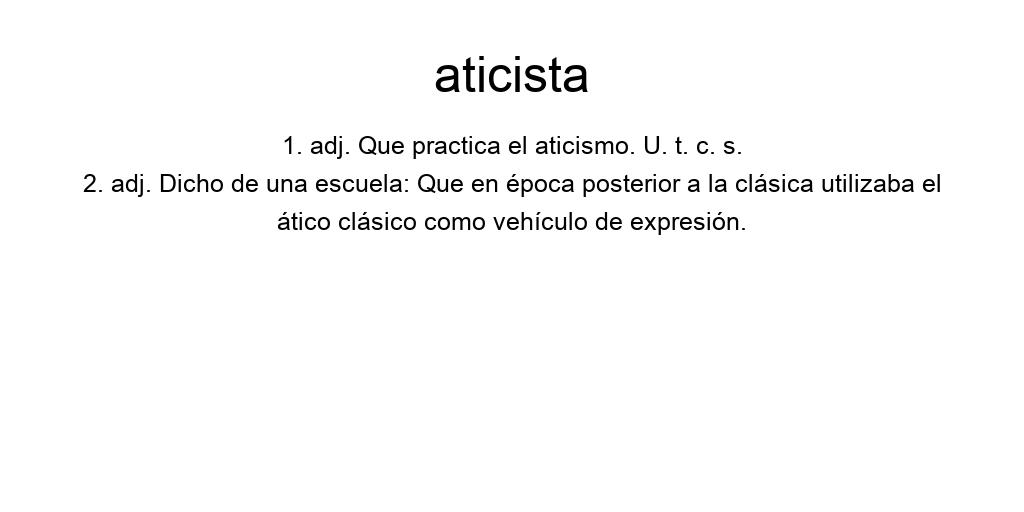 aticista
1. adj. Que practica el aticismo. U. t. c. s.
2. adj. Dicho de una escuela: Que en época posterior a la clásica utilizaba el
ático clásico como vehículo de expresión.